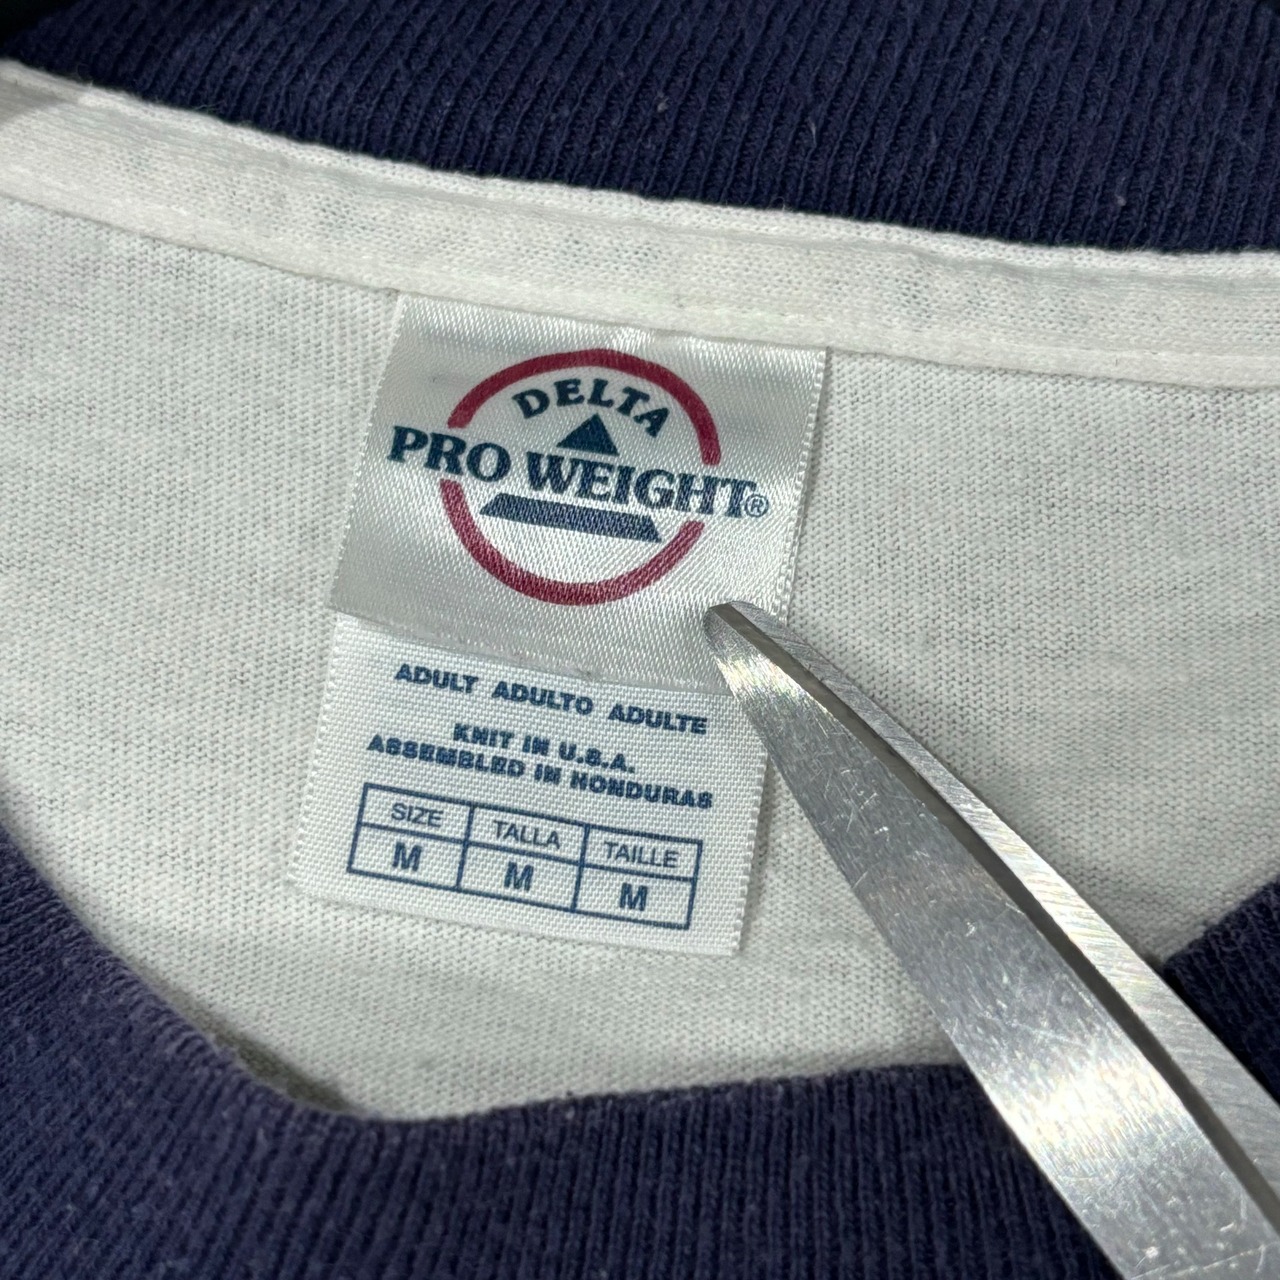 DELTA
PRO WEIGHT®
ADULT ADULTO ADULTE
KNIT IN U.S.A.
ASSEMBLED IN HONDURAS
SIZE TALLA TAILLE
M M M